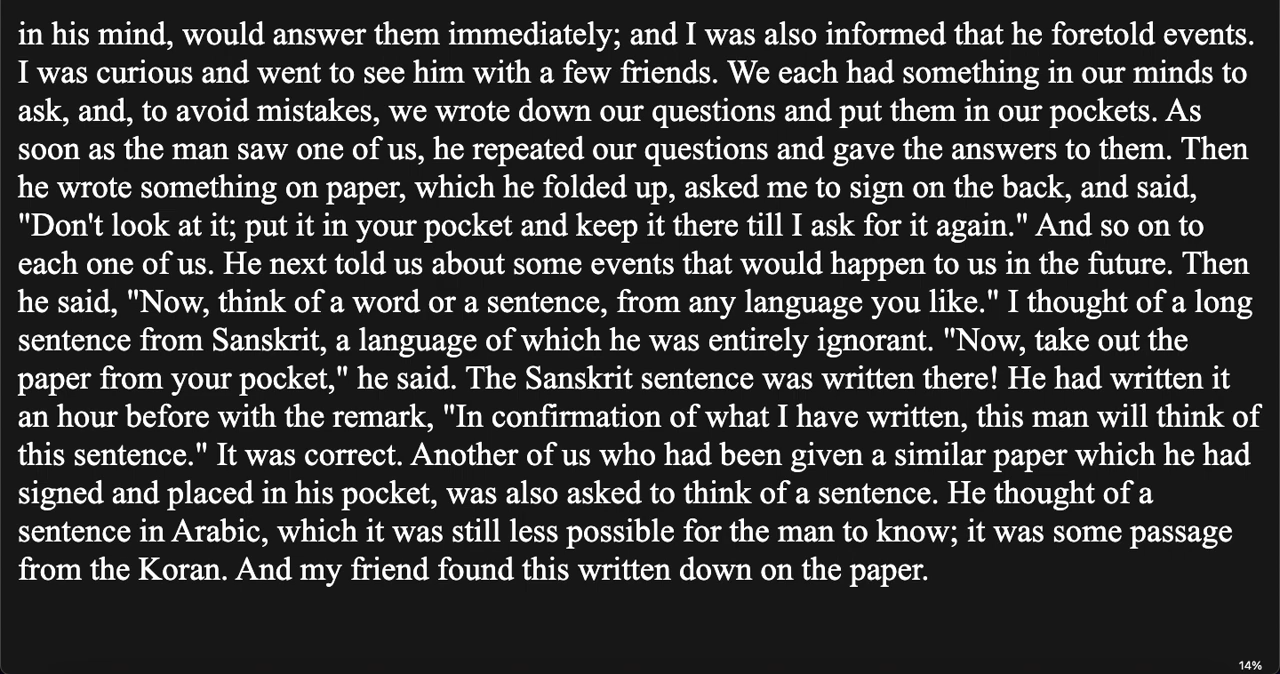 in his mind, would answer them immediately; and I was also informed that he foretold events.
I was curious and went to see him with a few friends. We each had something in our minds to
ask, and, to avoid mistakes, we wrote down our questions and put them in our pockets. As
soon as the man saw one of us, he repeated our questions and gave the answers to them. Then
he wrote something on paper, which he folded up, asked me to sign on the back, and said,
"Don't look at it; put it in your pocket and keep it there till I ask for it again." And so on to
each one of us. He next told us about some events that would happen to us in the future. Then
he said, "Now, think of a word or a sentence, from any language you like." I thought of a long
sentence from Sanskrit, a language of which he was entirely ignorant. "Now, take out the
paper from your pocket," he said. The Sanskrit sentence was written there! He had written it
an hour before with the remark, "In confirmation of what I have written, this man will think of
this sentence." It was correct. Another of us who had been given a similar paper which he had
signed and placed in his pocket, was also asked to think of a sentence. He thought of a
sentence in Arabic, which it was still less possible for the man to know; it was some passage
from the Koran. And my friend found this written down on the paper.
14%